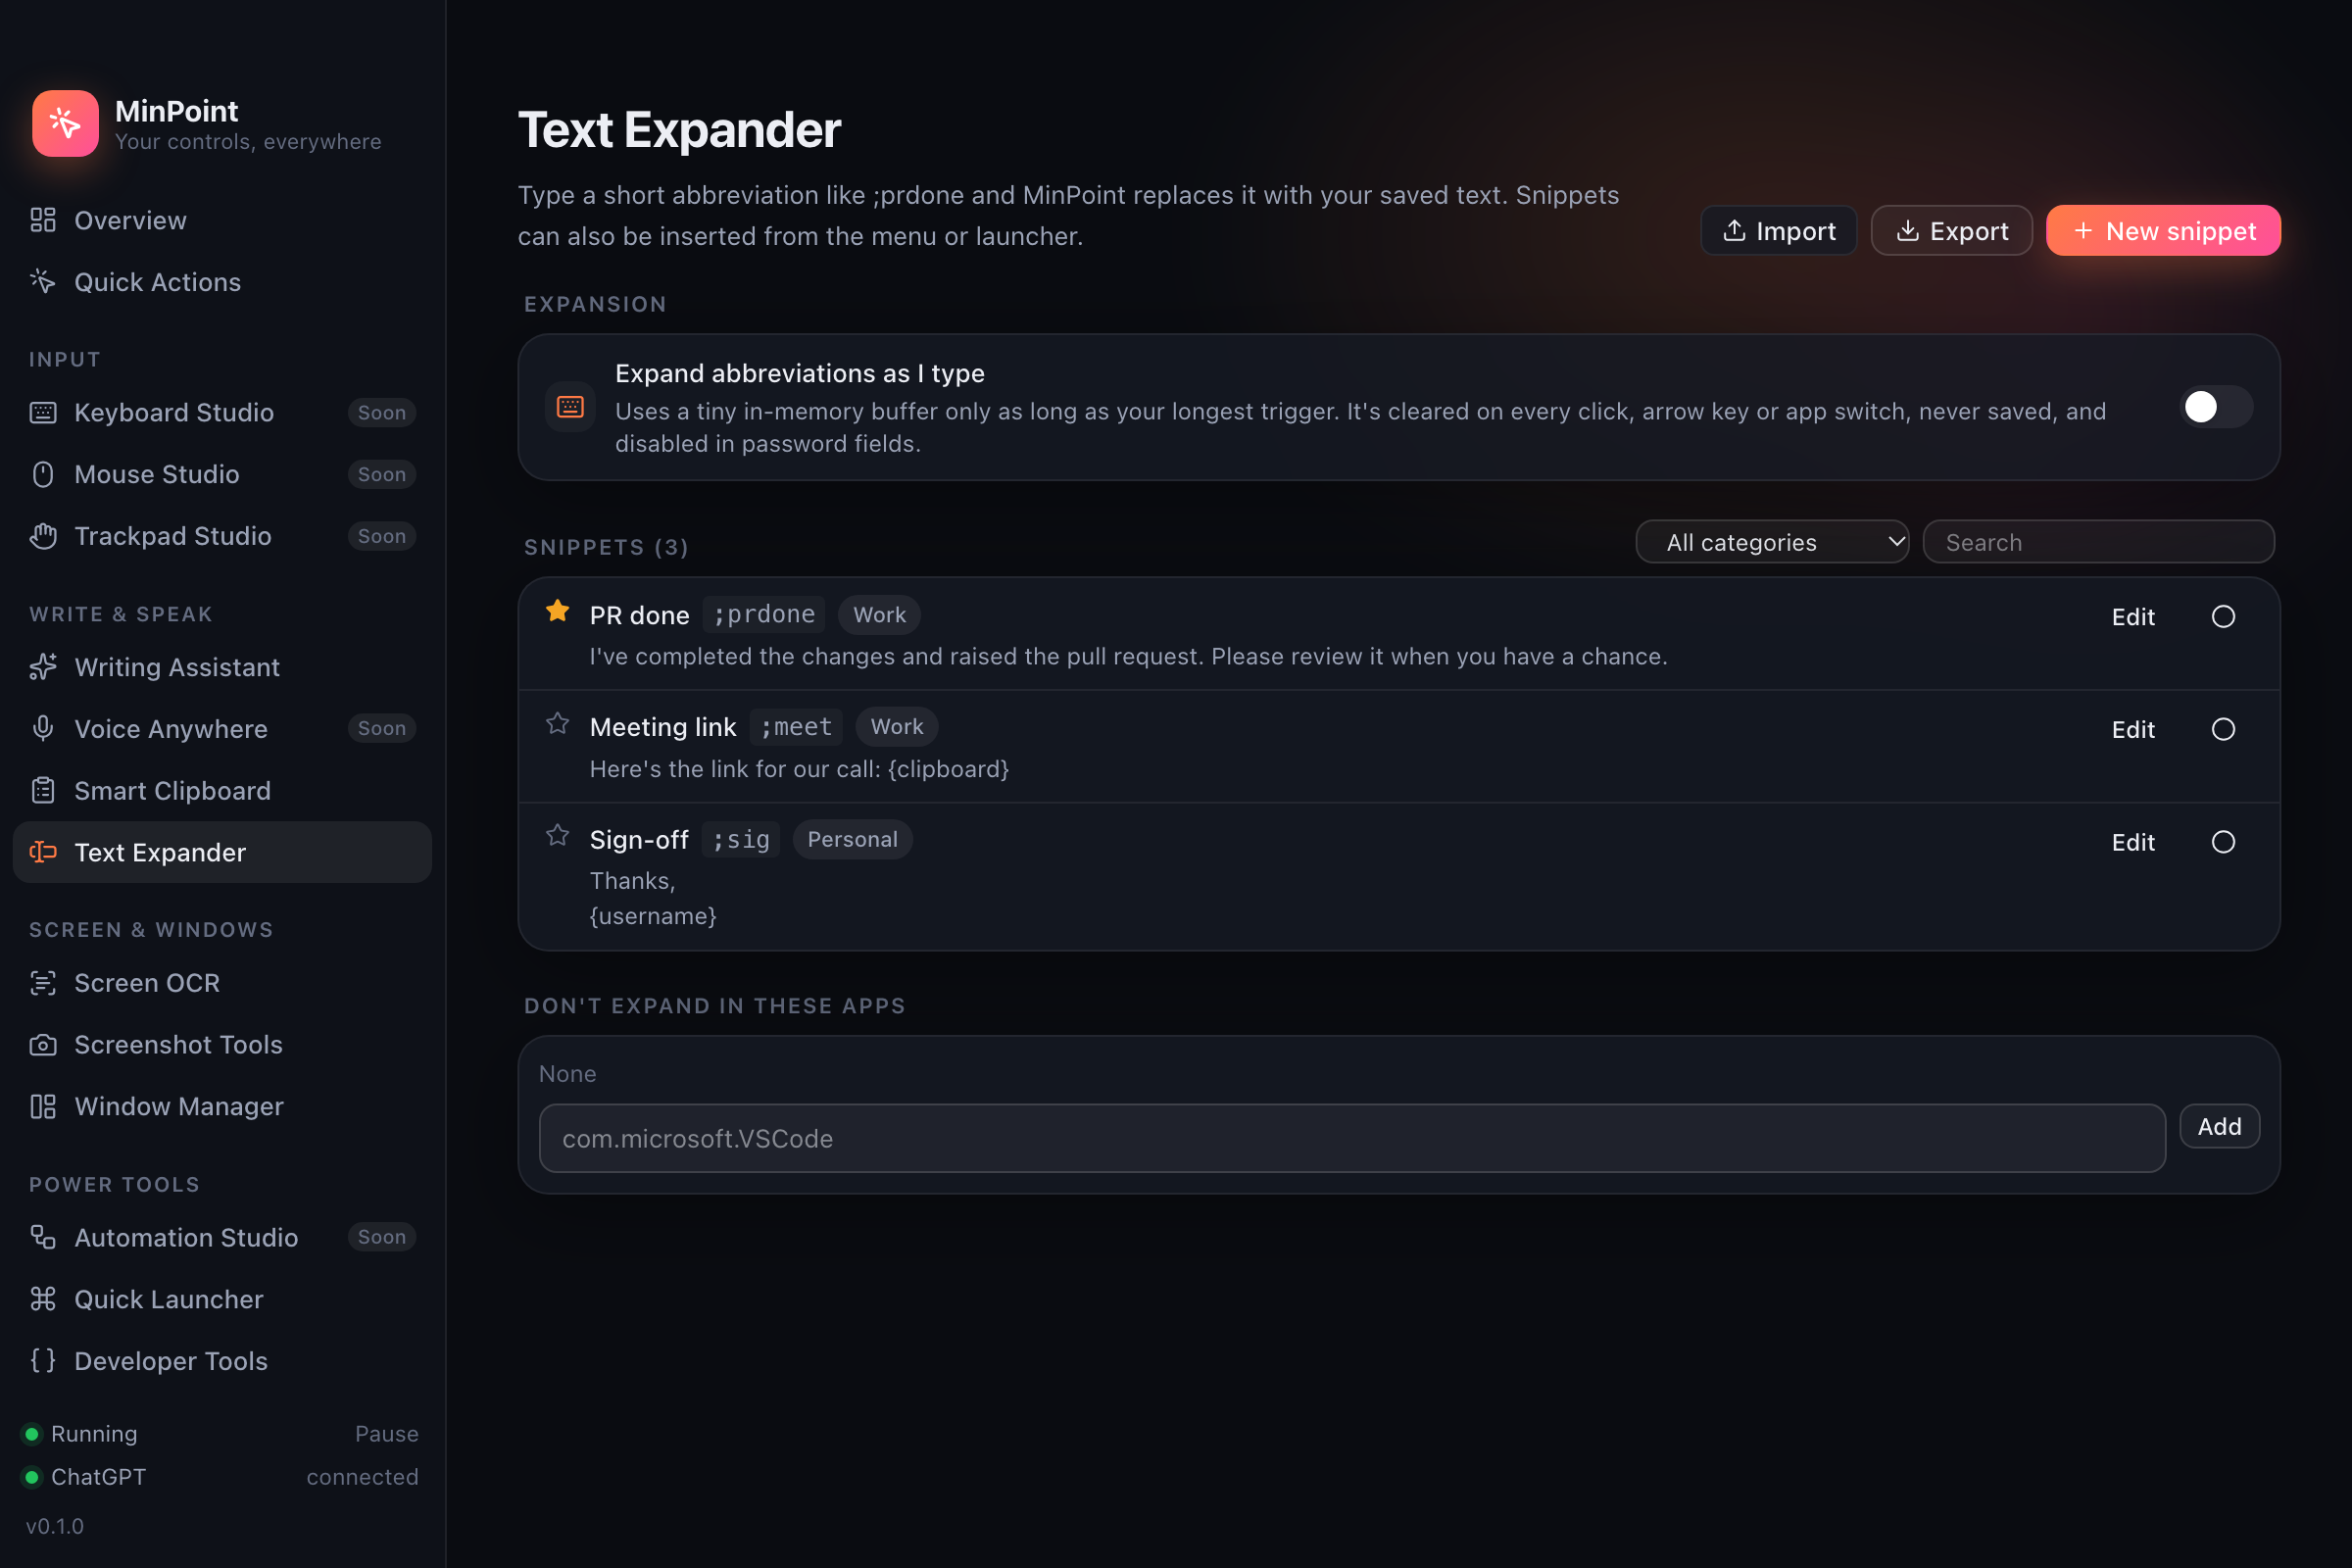 MinPoint
Your controls, everywhere
Overview
Quick Actions
INPUT
Keyboard Studio Soon
Mouse Studio Soon
Trackpad Studio Soon
WRITE & SPEAK
Writing Assistant
Voice Anywhere Soon
Smart Clipboard
Text Expander
SCREEN & WINDOWS
Screen OCR
Screenshot Tools
Window Manager
POWER TOOLS
Automation Studio Soon
Quick Launcher
Developer Tools
Running Pause
ChatGPT connected
v0.1.0
Text Expander
Type a short abbreviation like ;prdone and MinPoint replaces it with your saved text. Snippets
can also be inserted from the menu or launcher.
Import Export + New snippet
EXPANSION
Expand abbreviations as I type
Uses a tiny in-memory buffer only as long as your longest trigger. It's cleared on every click, arrow key or app switch, never saved, and
disabled in password fields.
SNIPPETS (3) All categories Search
PR done ;prdone Work Edit
I've completed the changes and raised the pull request. Please review it when you have a chance.
Meeting link ;meet Work Edit
Here's the link for our call: {clipboard}
Sign-off ;sig Personal Edit
Thanks,
{username}
DON'T EXPAND IN THESE APPS
None
com.microsoft.VSCode Add